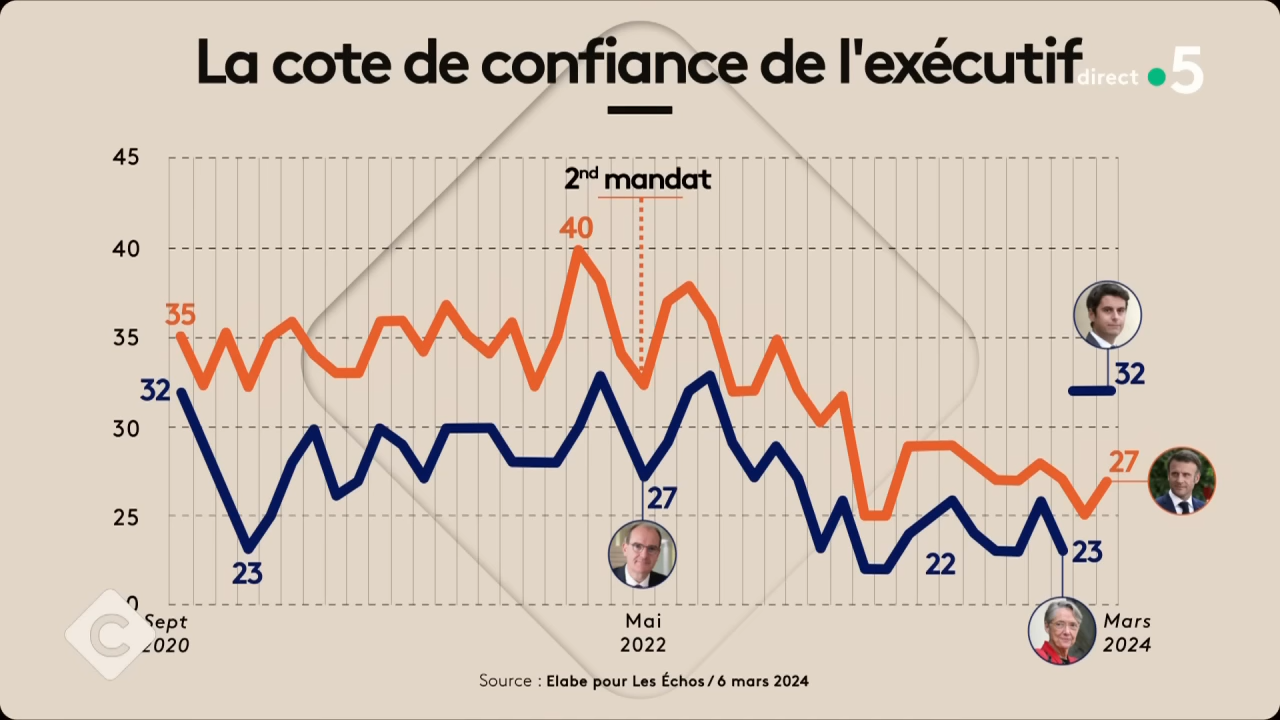 La cote de confiance de l'exécutif
direct 5
45
2nd mandat
40
40
35
35
32
32
30
27
25
27
23
22
23
0
C
Sept
2020
Mai
2022
Mars
2024
Source : Elabe pour Les Échos / 6 mars 2024